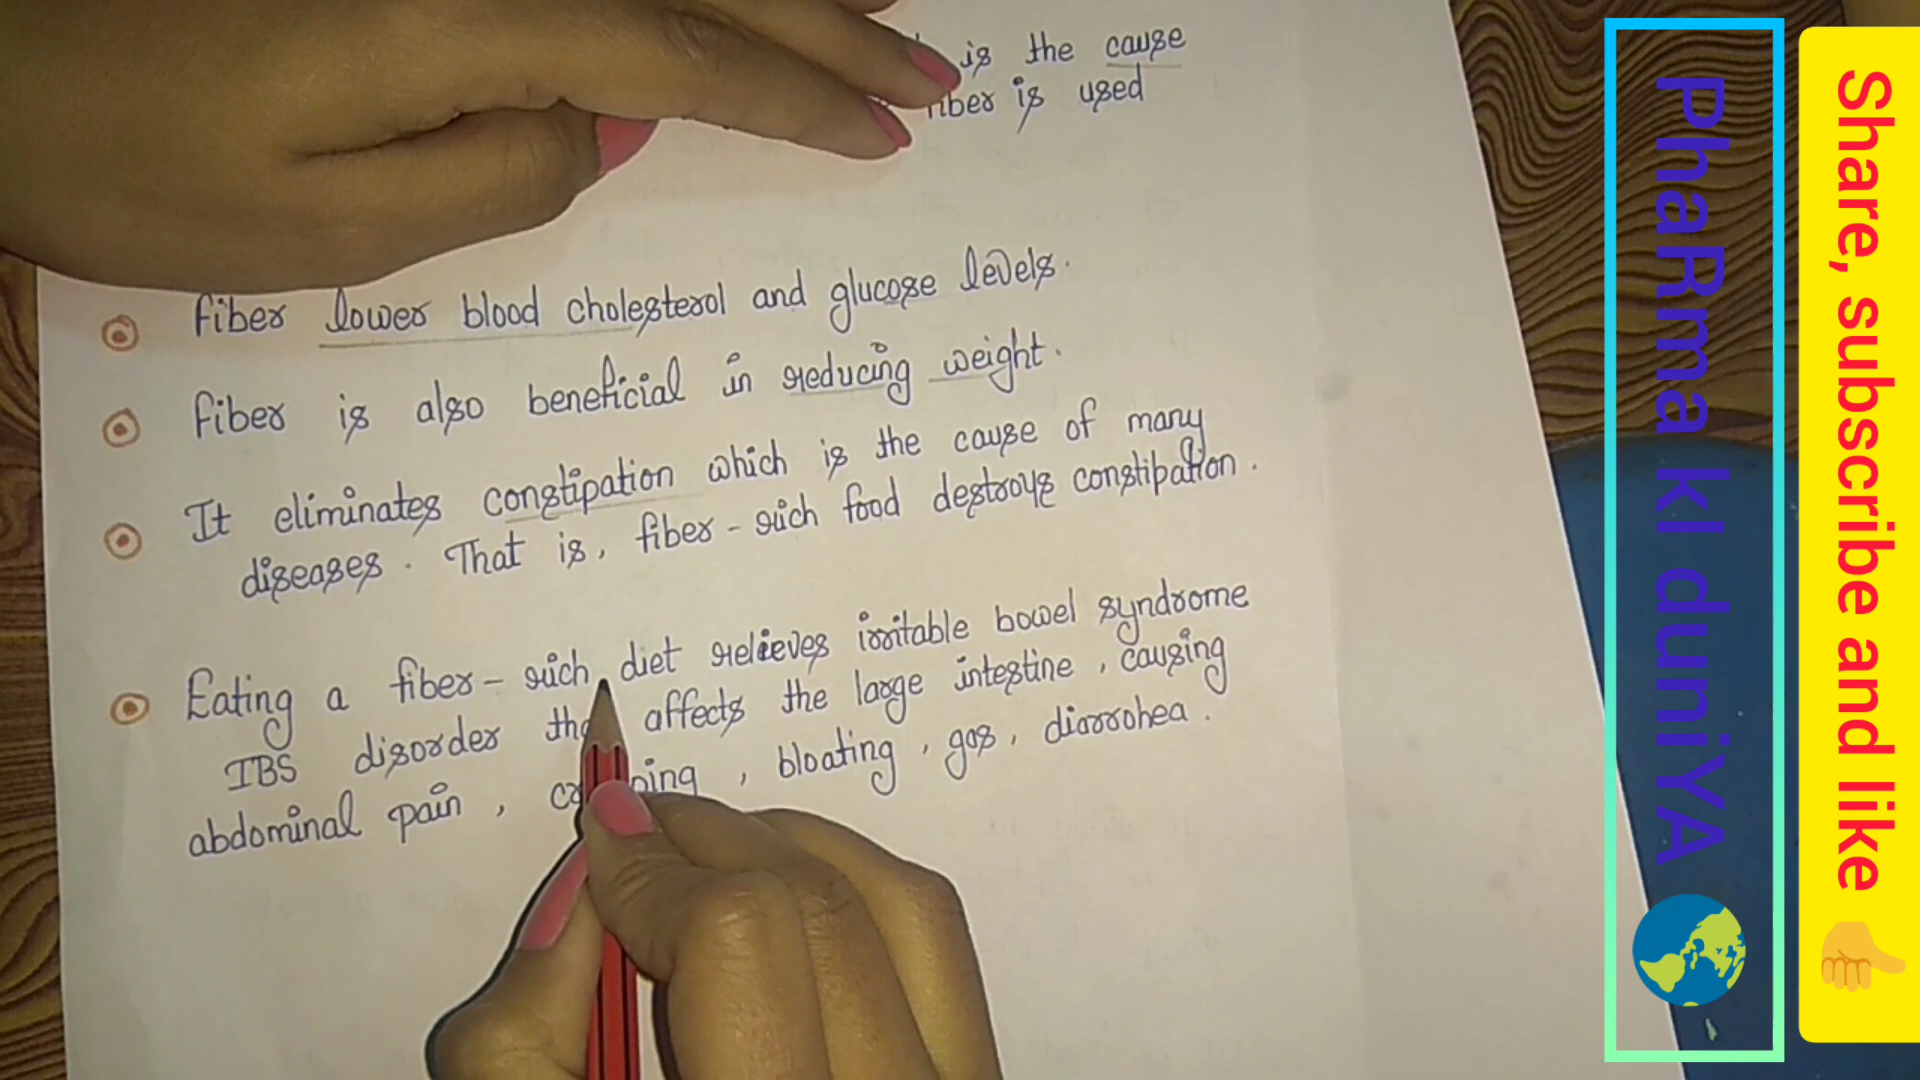 is the cause
is used
fiber lower blood cholesterol and glucose levels.
fiber is also beneficial in reducing weight.
It eliminates constipation which is the cause of many
diseases. That is, fiber-rich food destroys constipation.
Eating a fiber-rich diet relieves irritable bowel syndrome
IBS disorder affects the large intestine, causing
abdominal pain, , bloating, gas, diarrohea.
PhaRma kI dunIYA
Share, subscribe and like